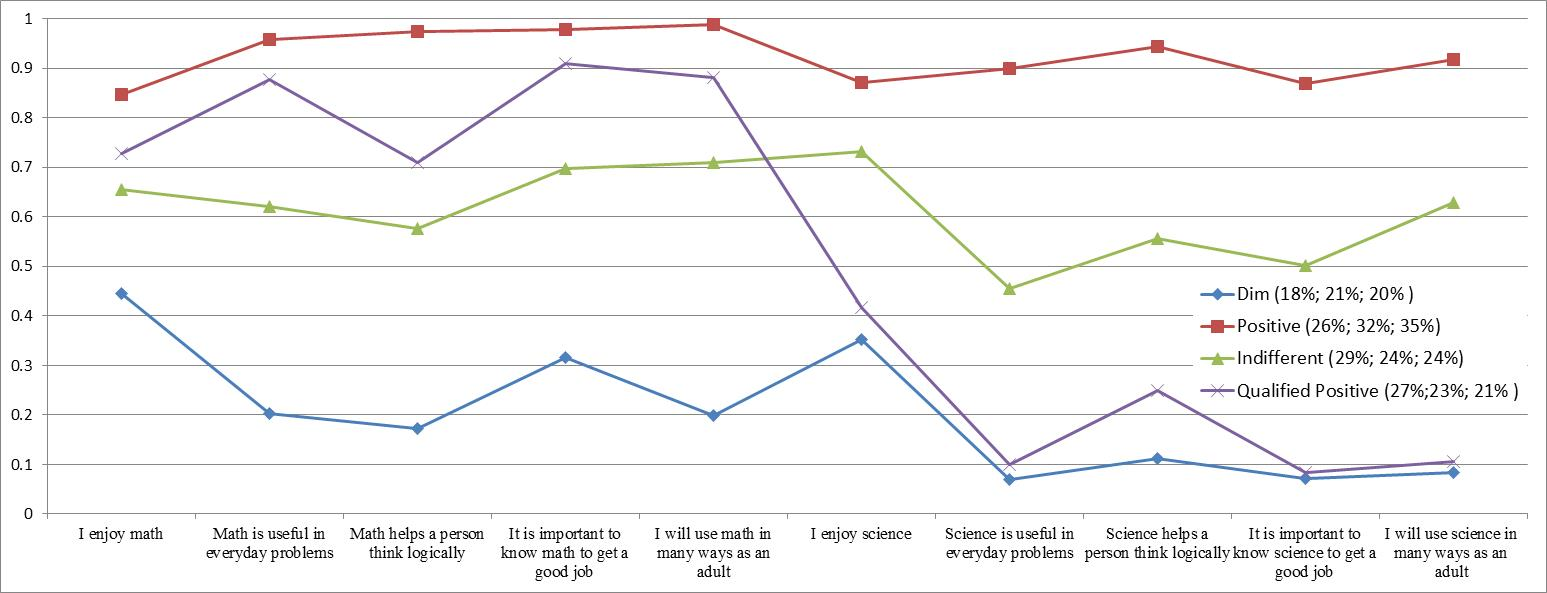 1
0.9
0.8
0.7
0.6
0.5
0.4
0.3
0.2
0.1
0
Dim (18%; 21%; 20% )
Positive (26%; 32%; 35%)
Indifferent (29%; 24%; 24%)
Qualified Positive (27%;23%; 21% )
I enjoy math
Math is useful in
everyday problems
Math helps a person
think logically
It is important to
know math to get a
good job
I will use math in
many ways as an
adult
I enjoy science
Science is useful in
everyday problems
Science helps a
person think logically
It is important to
know science to get a
good job
I will use science in
many ways as an
adult